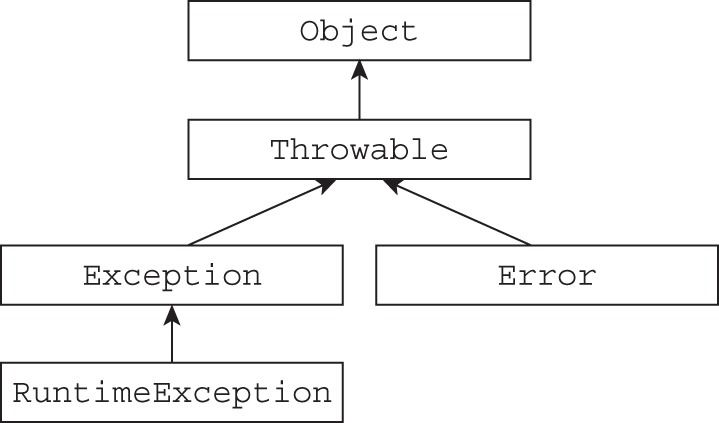 Object
Throwable
Exception
Error
RuntimeException